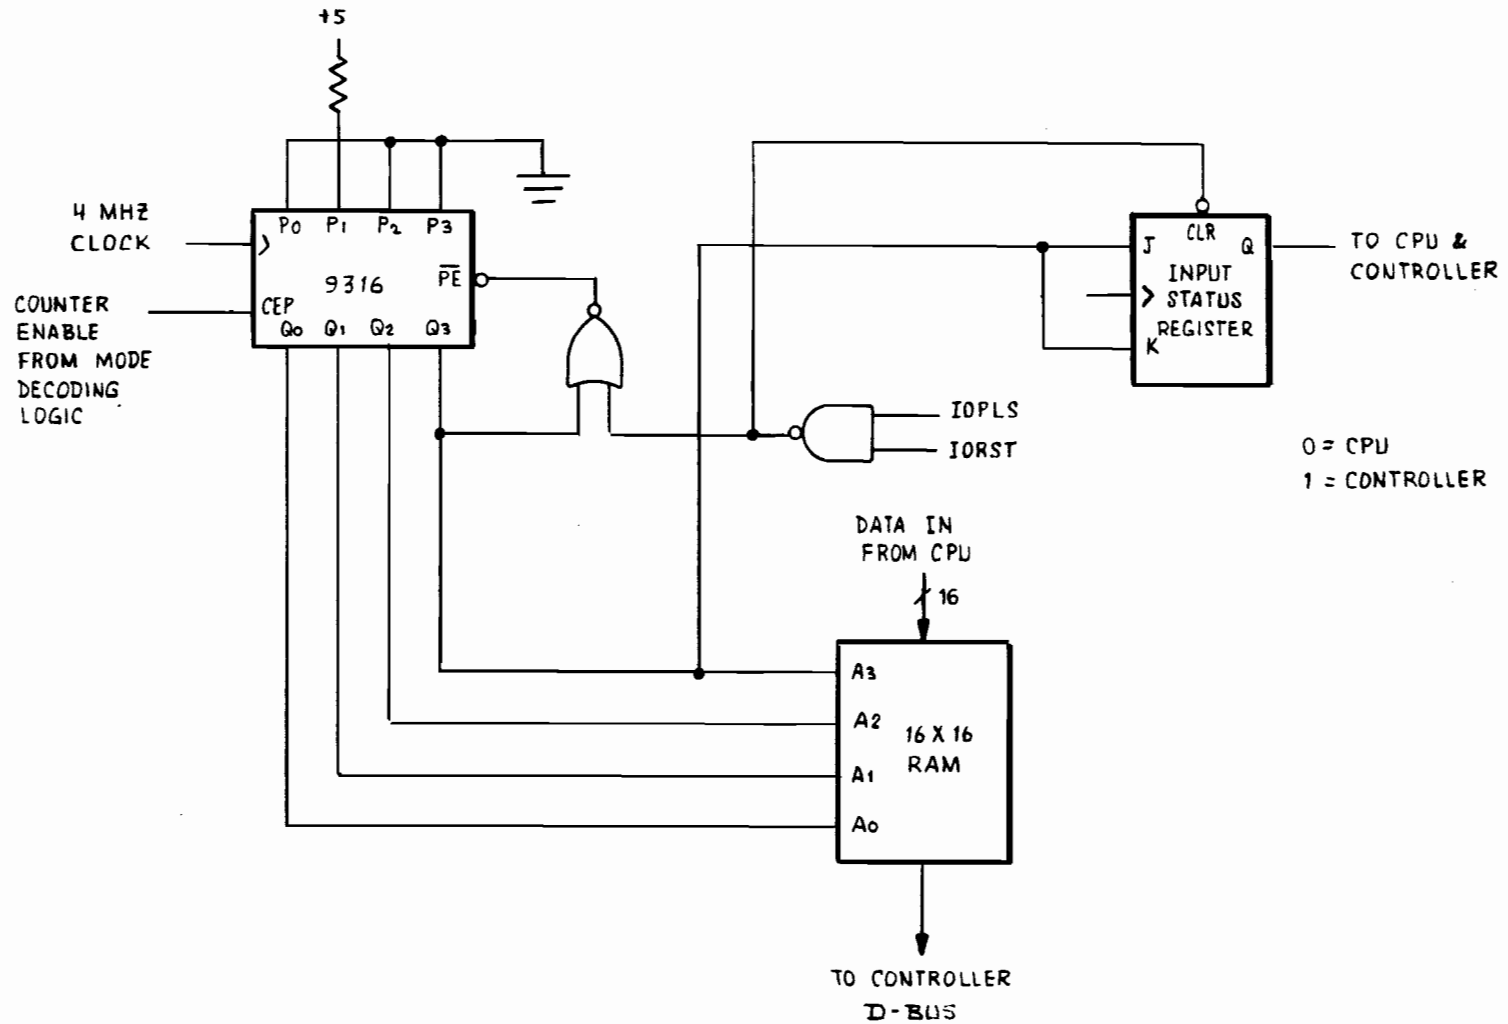 +5
4 MHZ
CLOCK
P0 P1 P2 P3
9316
PE
CEP
Q0 Q1 Q2 Q3
COUNTER
ENABLE
FROM MODE
DECODING
LOGIC
J CLR Q
INPUT
STATUS
REGISTER
K
TO CPU &
CONTROLLER
IOPLS
IORST
0 = CPU
1 = CONTROLLER
DATA IN
FROM CPU
16
A3
A2
A1
A0
16 X 16
RAM
TO CONTROLLER
D-BUS